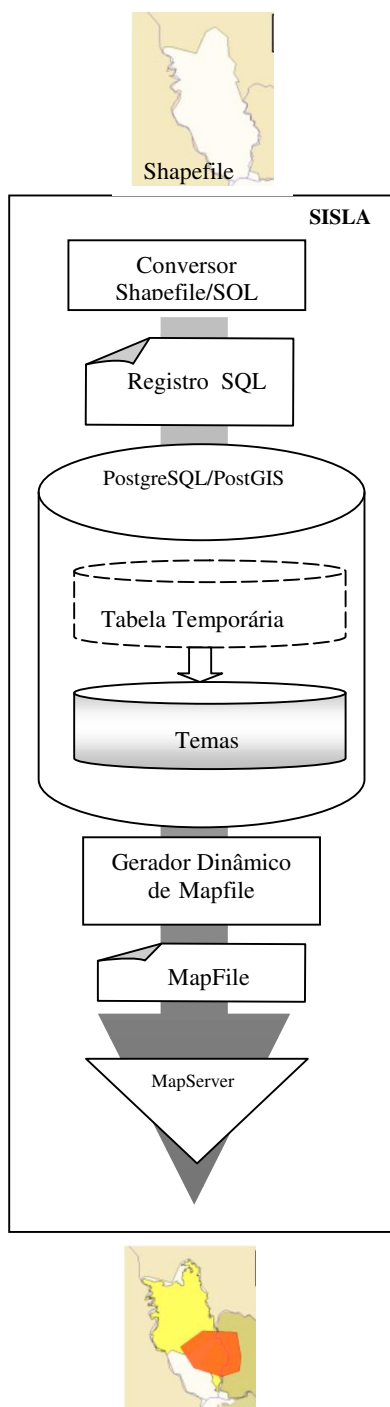 Shapefile
SISLA
Conversor
Shapefile/SQL
Registro SQL
PostgreSQL/PostGIS
Tabela Temporária
Temas
Gerador Dinâmico
de Mapfile
MapFile
MapServer